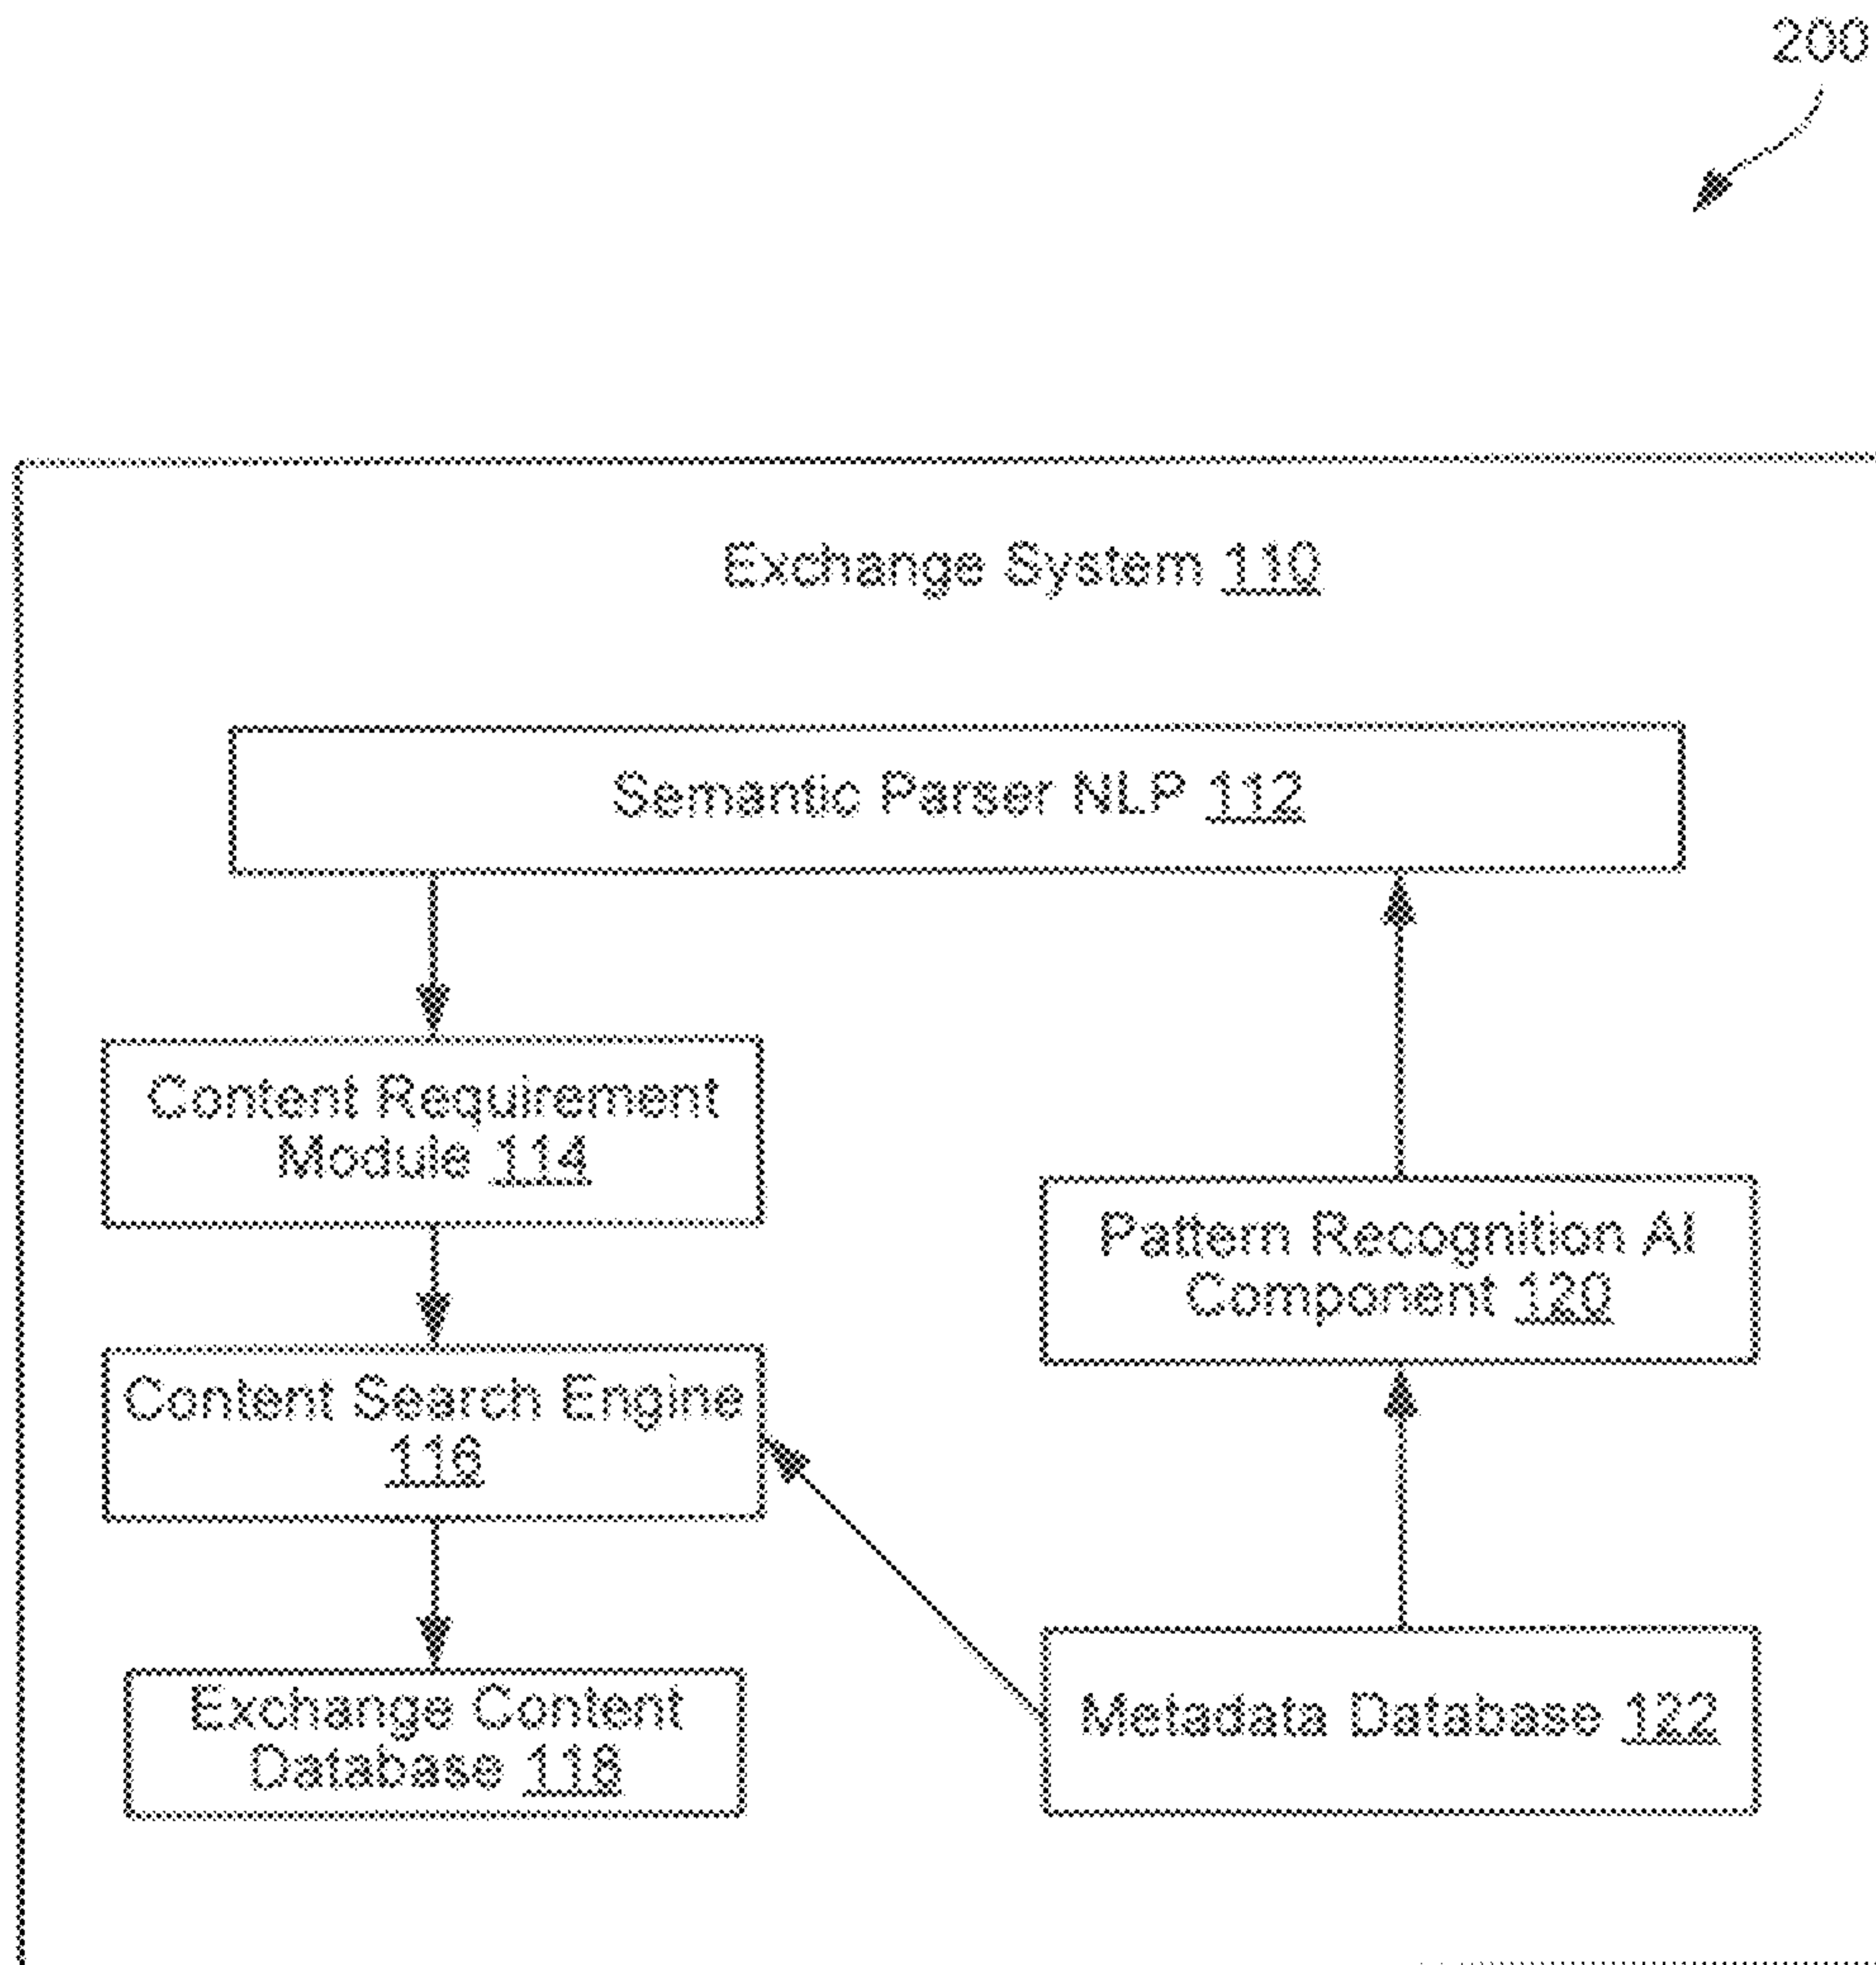 200
Exchange System 110
Semantic Parser NLP 112
Content Requirement
Module 114
Pattern Recognition AI
Component 120
Content Search Engine
116
Exchange Content
Database 118
Metadata Database 122